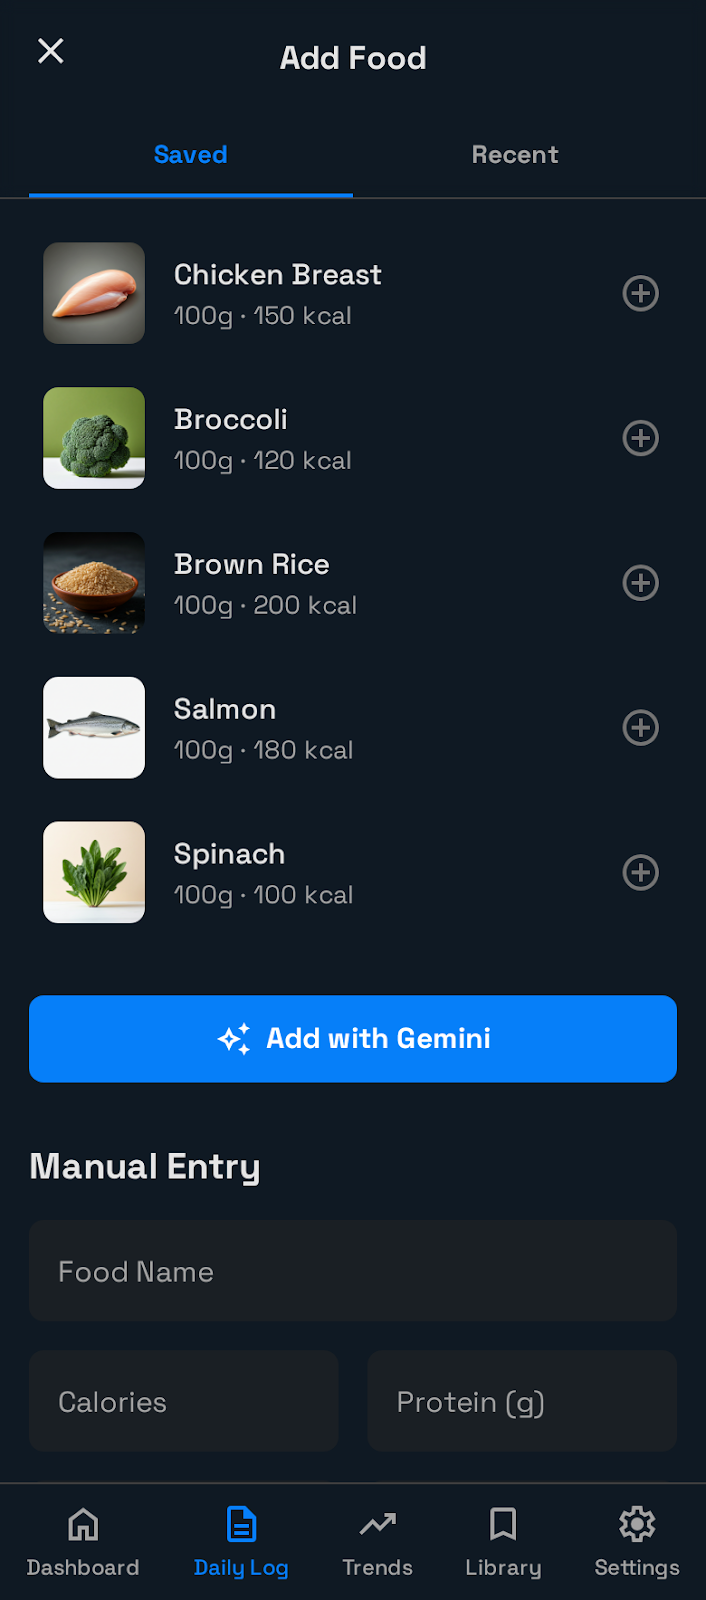 Add Food
Saved
Recent
Chicken Breast
100g · 150 kcal
Broccoli
100g · 120 kcal
Brown Rice
100g · 200 kcal
Salmon
100g · 180 kcal
Spinach
100g · 100 kcal
Add with Gemini
Manual Entry
Food Name
Calories
Protein (g)
Dashboard
Daily Log
Trends
Library
Settings